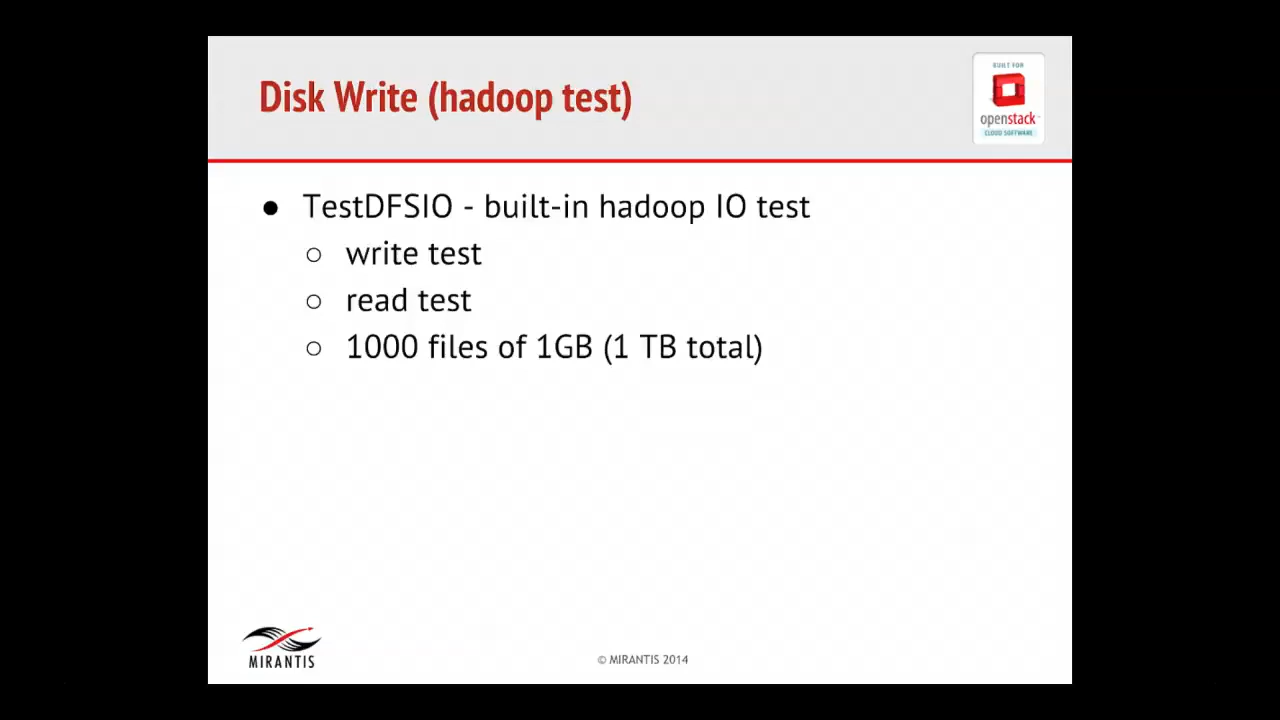 Disk Write (hadoop test)
BUILT FOR
openstack
CLOUD SOFTWARE
● TestDFSIO - built-in hadoop IO test
○ write test
○ read test
○ 1000 files of 1GB (1 TB total)
MIRANTIS
© MIRANTIS 2014